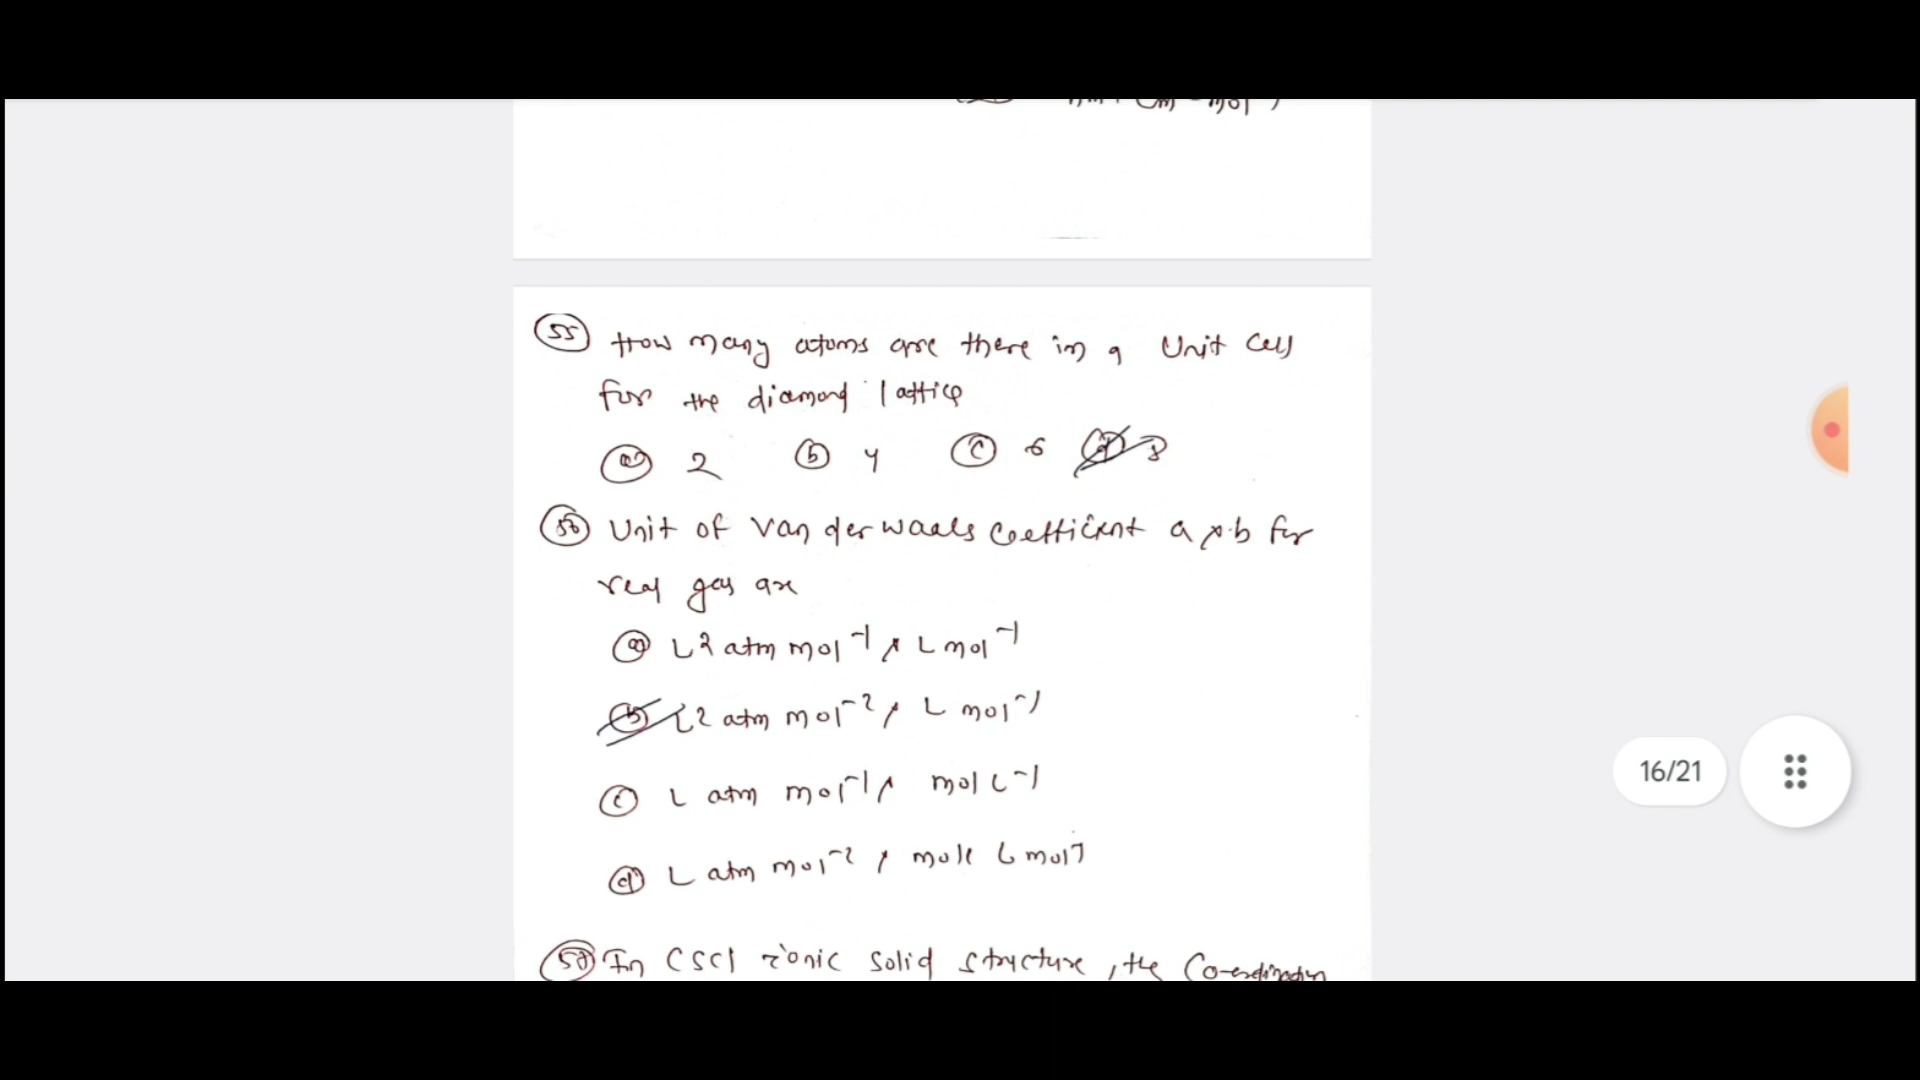 55 How many atoms are there in a Unit Cell
for the diamond lattice
a 2 b 4 c 6 d 8
56 Unit of Van der waals coefficient a & b for
real gas are
a L2 atm mol-1 & L mol-1
b L2 atm mol-2 & L mol-1
c L atm mol-1 & mol L-1
d L atm mol-2 &
57 In CsCl ionic solid structure, the Co-ordination
16/21